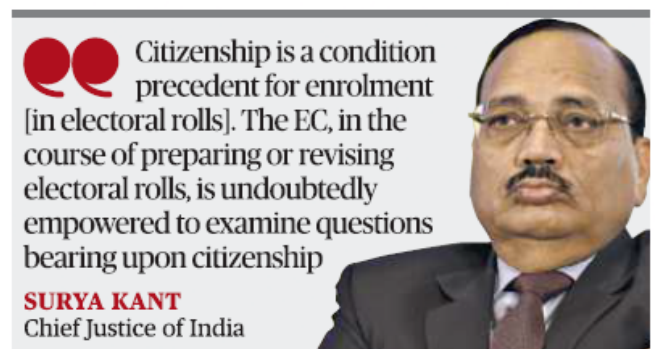 Citizenship is a condition
precedent for enrolment
[in electoral rolls]. The EC, in the
course of preparing or revising
electoral rolls, is undoubtedly
empowered to examine questions
bearing upon citizenship
SURYA KANT
Chief Justice of India